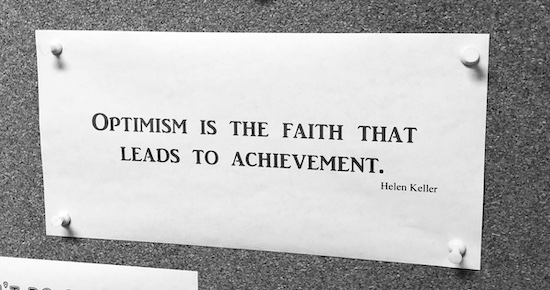 OPTIMISM IS THE FAITH THAT
LEADS TO ACHIEVEMENT.
Helen Keller